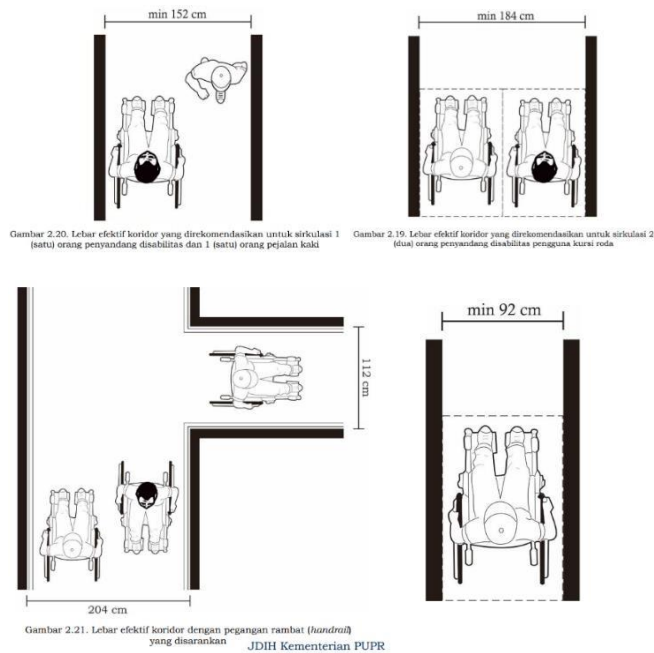 min 152 cm
Gambar 2.20. Lebar efektif koridor yang direkomendasikan untuk sirkulasi 1
(satu) orang penyandang disabilitas dan 1 (satu) orang pejalan kaki
min 184 cm
Gambar 2.19. Lebar efektif koridor yang direkomendasikan untuk sirkulasi 2
(dua) orang penyandang disabilitas pengguna kursi roda
112 cm
204 cm
Gambar 2.21. Lebar efektif koridor dengan pegangan rambat (handrail)
yang disarankan
min 92 cm
JDIH Kementerian PUPR